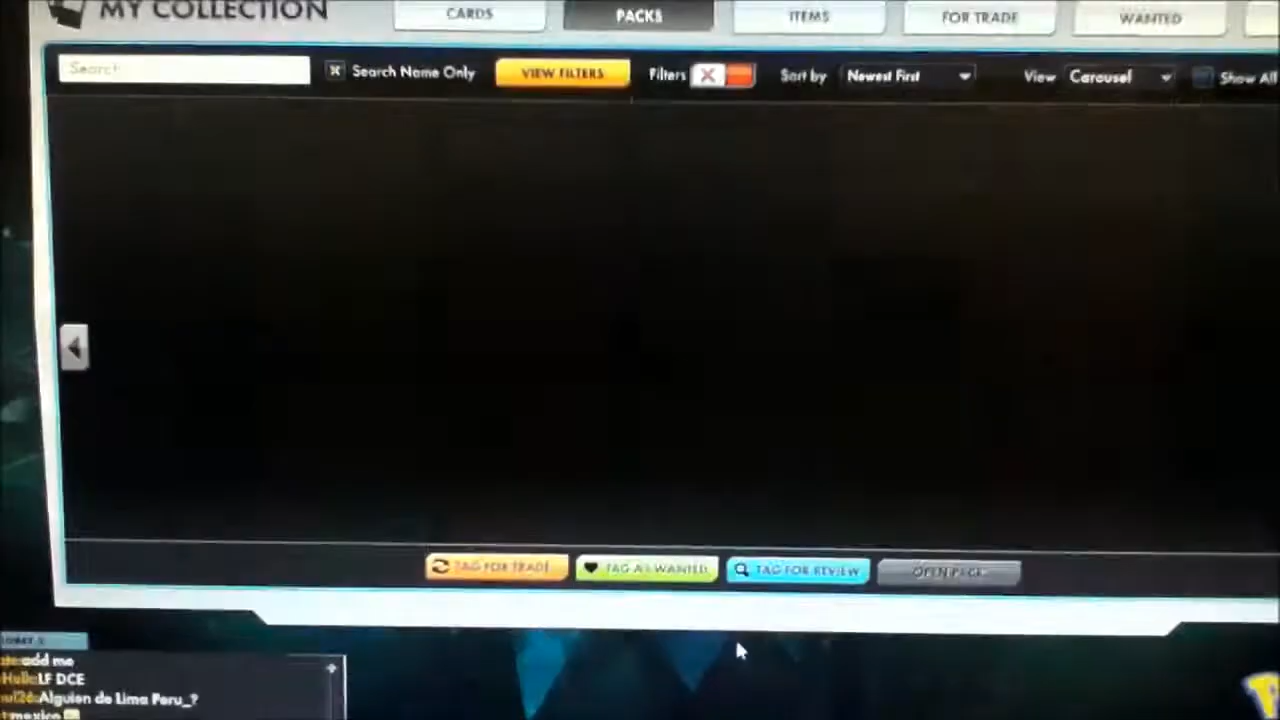 MY COLLECTION
CARDS
PACKS
ITEMS
FOR TRADE
WANTED
Search
Search Name Only
VIEW FILTERS
Filters
Sort by
Newest First
View
Carousel
Show All
TAG FOR TRADE
TAG AS WANTED
TAG FOR REVIEW
OPEN PACK
add me
LF DCE
Alguien de Lima Peru_?
mexico